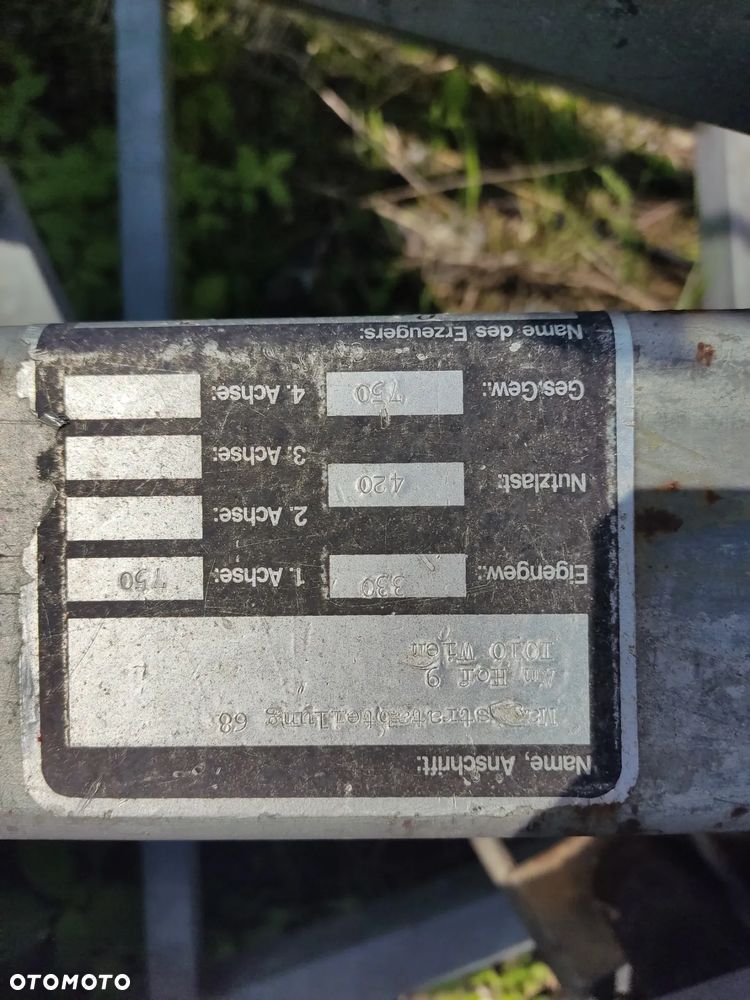 Name, Anschrift:
Magistratsabteilung 68
Am Hof 9
1010 Wien
Eigengew.: 330 1. Achse: 750
Nutzlast: 420 2. Achse:
3. Achse:
Ges.Gew.: 750 4. Achse:
Name des Erzeugers:
OTOMOTO